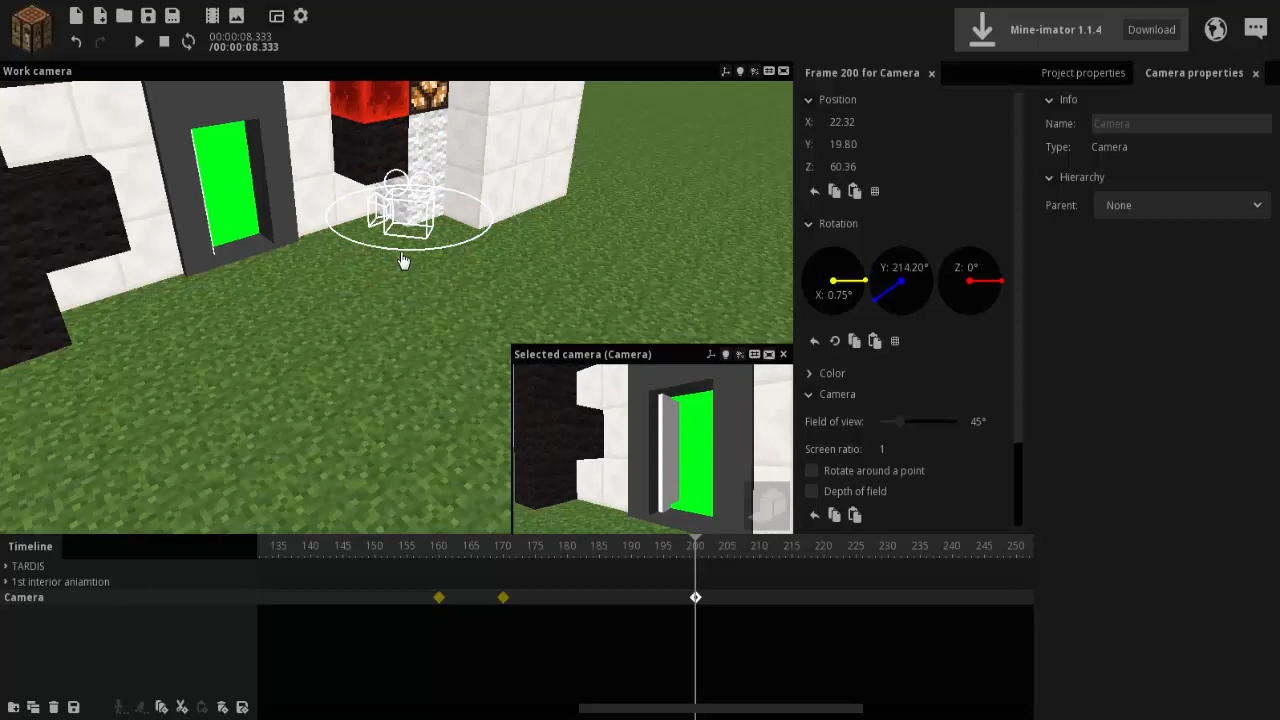 00:00:08.333
/00:00:08.333
Mine-imator 1.1.4
Download
Work camera
Frame 200 for Camera
Project properties
Camera properties
Position
X: 22.32
Y: 19.80
Z: 60.36
Rotation
Y: 214.20°
Z: 0°
X: 0.75°
Color
Camera
Field of view: 45°
Screen ratio: 1
Rotate around a point
Depth of field
Info
Name: Camera
Type: Camera
Hierarchy
Parent: None
Selected camera (Camera)
Timeline
135 140 145 150 155 160 165 170 175 180 185 190 195 200 205 210 215 220 225 230 235 240 245 250
TARDIS
1st interior aniamtion
Camera